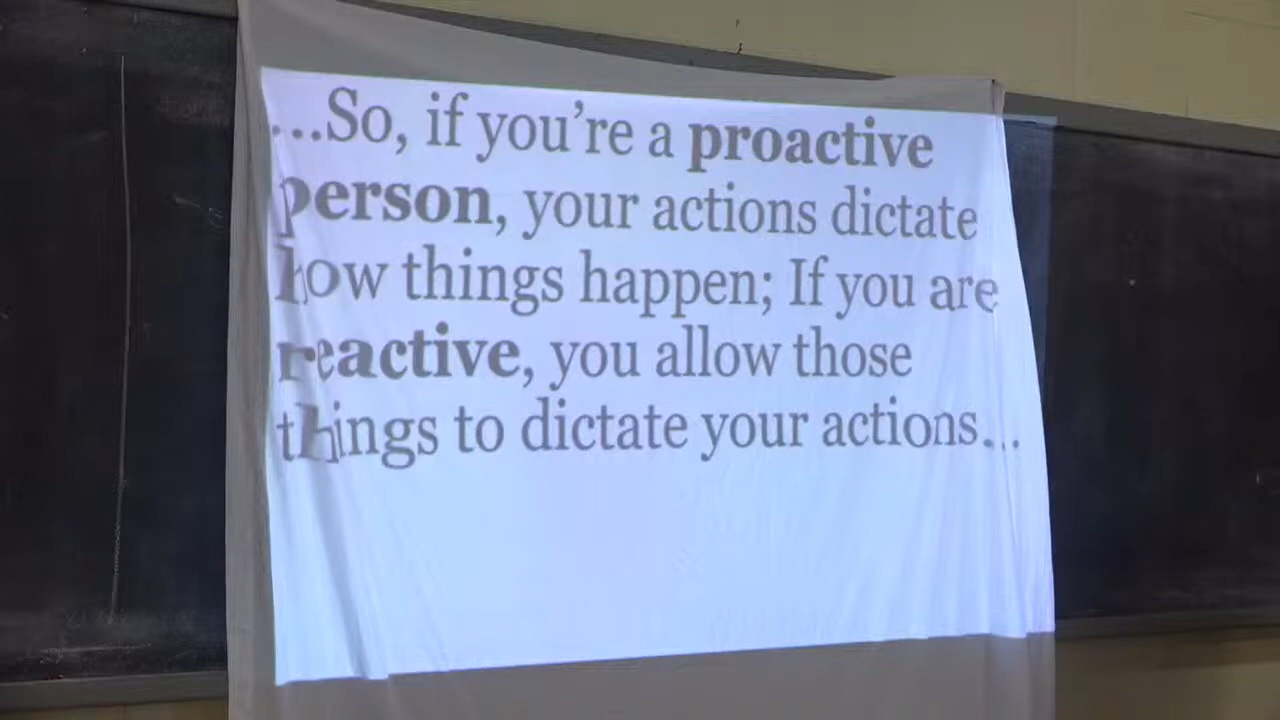 ...So, if you're a proactive
person, your actions dictate
how things happen; If you are
reactive, you allow those
things to dictate your actions...